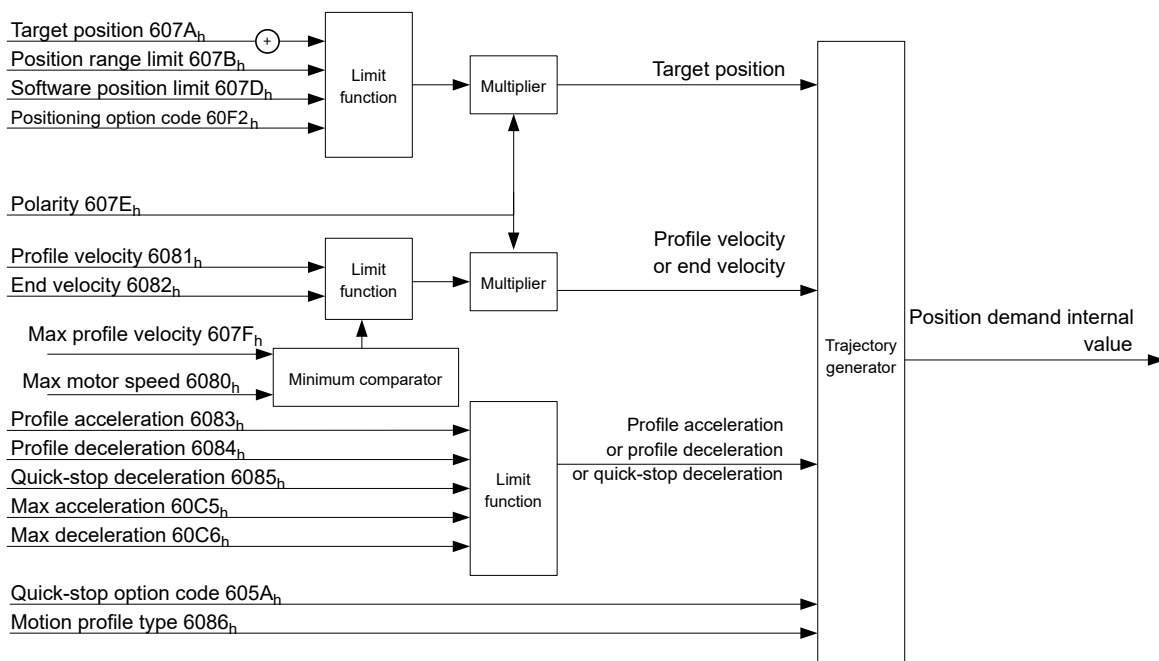 Target position 607Ah
+
Position range limit 607Bh
Software position limit 607Dh
Positioning option code 60F2h
Limit
function
Multiplier
Target position
Polarity 607Eh
Profile velocity 6081h
End velocity 6082h
Limit
function
Multiplier
Profile velocity
or end velocity
Max profile velocity 607Fh
Max motor speed 6080h
Minimum comparator
Trajectory
generator
Position demand internal
value
Profile acceleration 6083h
Profile deceleration 6084h
Quick-stop deceleration 6085h
Max acceleration 60C5h
Max deceleration 60C6h
Limit
function
Profile acceleration
or profile deceleration
or quick-stop deceleration
Quick-stop option code 605Ah
Motion profile type 6086h